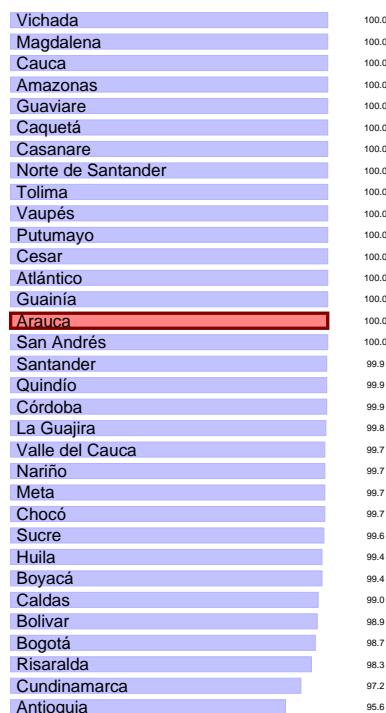 Vichada 100.0
Magdalena 100.0
Cauca 100.0
Amazonas 100.0
Guaviare 100.0
Caquetá 100.0
Casanare 100.0
Norte de Santander 100.0
Tolima 100.0
Vaupés 100.0
Putumayo 100.0
Cesar 100.0
Atlántico 100.0
Guainía 100.0
Arauca 100.0
San Andrés 100.0
Santander 99.9
Quindío 99.9
Córdoba 99.9
La Guajira 99.8
Valle del Cauca 99.7
Nariño 99.7
Meta 99.7
Chocó 99.7
Sucre 99.6
Huila 99.4
Boyacá 99.4
Caldas 99.0
Bolivar 98.9
Bogotá 98.7
Risaralda 98.3
Cundinamarca 97.2
Antioquia 95.6